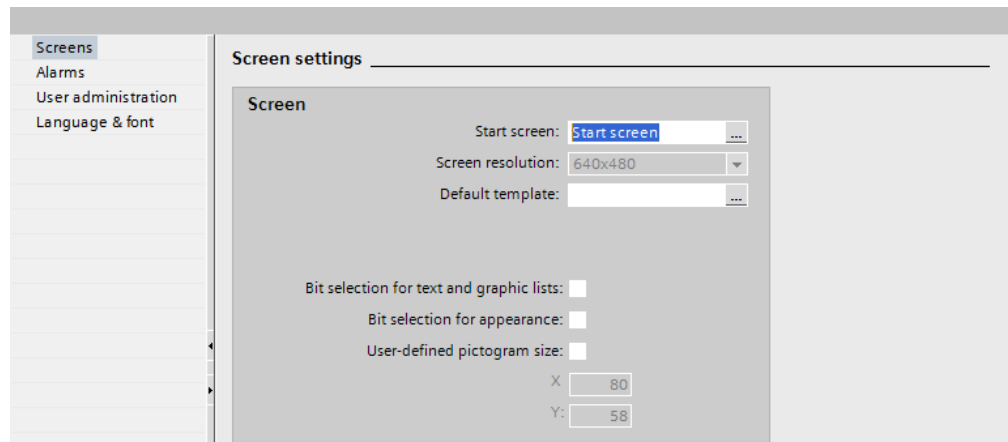 Screens
Alarms
User administration
Language & font
Screen settings
Screen
Start screen: Start screen ...
Screen resolution: 640x480
Default template: ...
Bit selection for text and graphic lists:
Bit selection for appearance:
User-defined pictogram size:
X 80
Y: 58